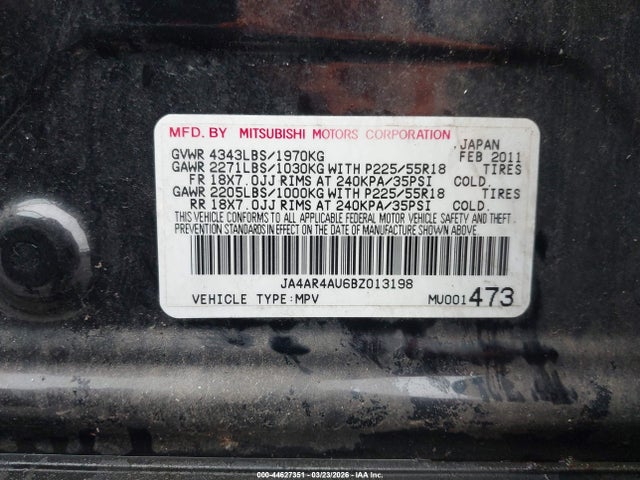 MFD. BY MITSUBISHI MOTORS CORPORATION
JAPAN
GVWR 4343LBS/1970KG FEB 2011
GAWR 2271LBS/1030KG WITH P225/55R18 TIRES
FR 18X7.0JJ RIMS AT 240KPA/35PSI COLD.
GAWR 2205LBS/1000KG WITH P225/55R18 TIRES
RR 18X7.0JJ RIMS AT 240KPA/35PSI COLD.
THIS VEHICLE CONFORMS TO ALL APPLICABLE FEDERAL MOTOR VEHICLE SAFETY AND THEFT
PREVENTION STANDARDS IN EFFECT ON THE DATE OF MANUFACTURE SHOWN ABOVE.
JA4AR4AU6BZ013198
VEHICLE TYPE:MPV MU001473
000-44627351 - 03/23/2026 - IAAI.COM